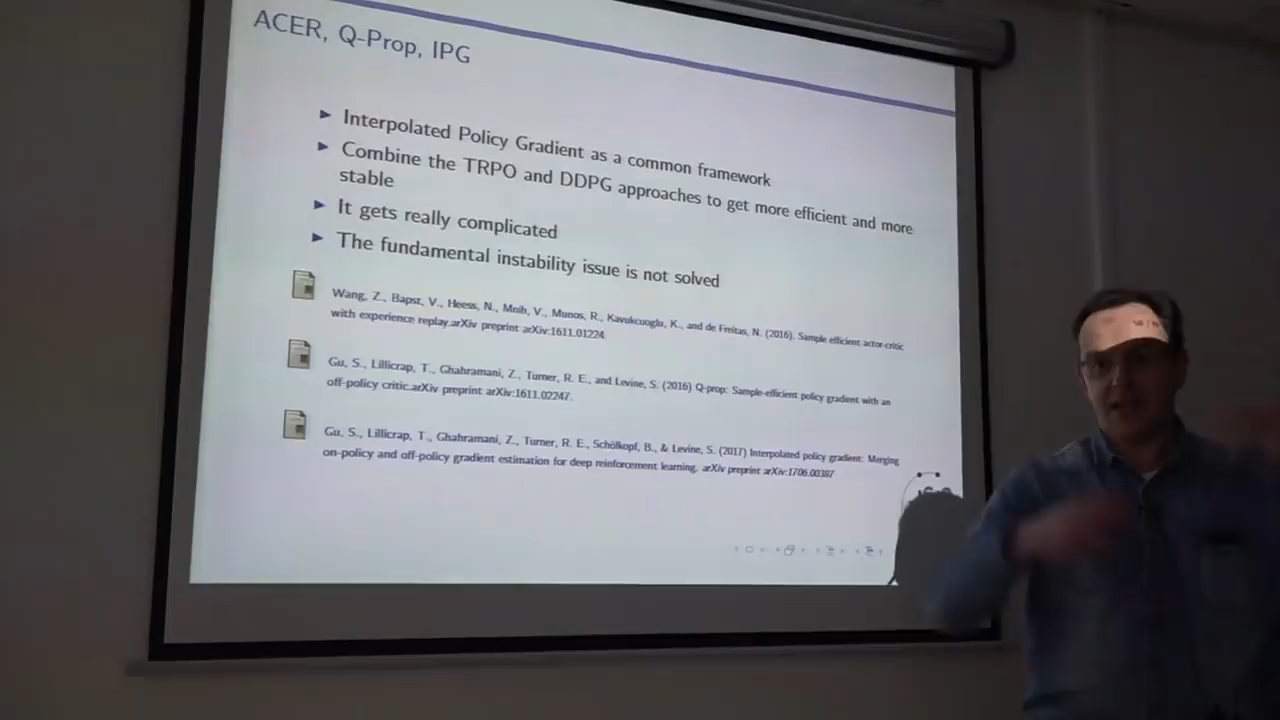 ACER, Q-Prop, IPG
Interpolated Policy Gradient as a common framework
Combine the TRPO and DDPG approaches to get more efficient and more
stable
It gets really complicated
The fundamental instability issue is not solved
Wang, Z., Bapst, V., Heess, N., Mnih, V., Munos, R., Kavukcuoglu, K., and de Freitas, N. (2016). Sample efficient actor-critic
with experience replay.arXiv preprint arXiv:1611.01224.
Gu, S., Lillicrap, T., Ghahramani, Z., Turner, R. E., and Levine, S. (2016) Q-prop: Sample-efficient policy gradient with an
off-policy critic.arXiv preprint arXiv:1611.02247.
Gu, S., Lillicrap, T., Ghahramani, Z., Turner, R. E., Schölkopf, B., & Levine, S. (2017) Interpolated policy gradient: Merging
on-policy and off-policy gradient estimation for deep reinforcement learning. arXiv preprint arXiv:1706.00387